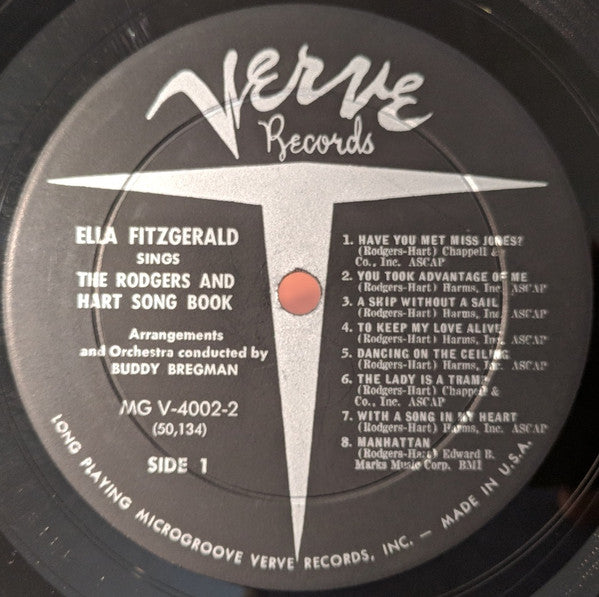 Verve
Records
ELLA FITZGERALD
SINGS
THE RODGERS AND
HART SONG BOOK
Arrangements
and Orchestra conducted by
BUDDY BREGMAN
MG V-4002-2
(50,134)
SIDE 1
1. HAVE YOU MET MISS JONES?
(Rodgers-Hart) Chappell &
Co., Inc. ASCAP
2. YOU TOOK ADVANTAGE OF ME
(Rodgers-Hart) Harms, Inc. ASCAP
3. A SHIP WITHOUT A SAIL
(Rodgers-Hart) Harms, Inc. ASCAP
4. TO KEEP MY LOVE ALIVE
(Rodgers-Hart) Harms, Inc. ASCAP
5. DANCING ON THE CEILING
(Rodgers-Hart) Harms, Inc. ASCAP
6. THE LADY IS A TRAMP
(Rodgers-Hart) Chappell &
Co., Inc. ASCAP
7. WITH A SONG IN MY HEART
(Rodgers-Hart) Harms, Inc. ASCAP
8. MANHATTAN
(Rodgers-Hart) Edward B.
Marks Music Corp. BMI
LONG PLAYING MICROGROOVE VERVE RECORDS, INC. — MADE IN U.S.A.